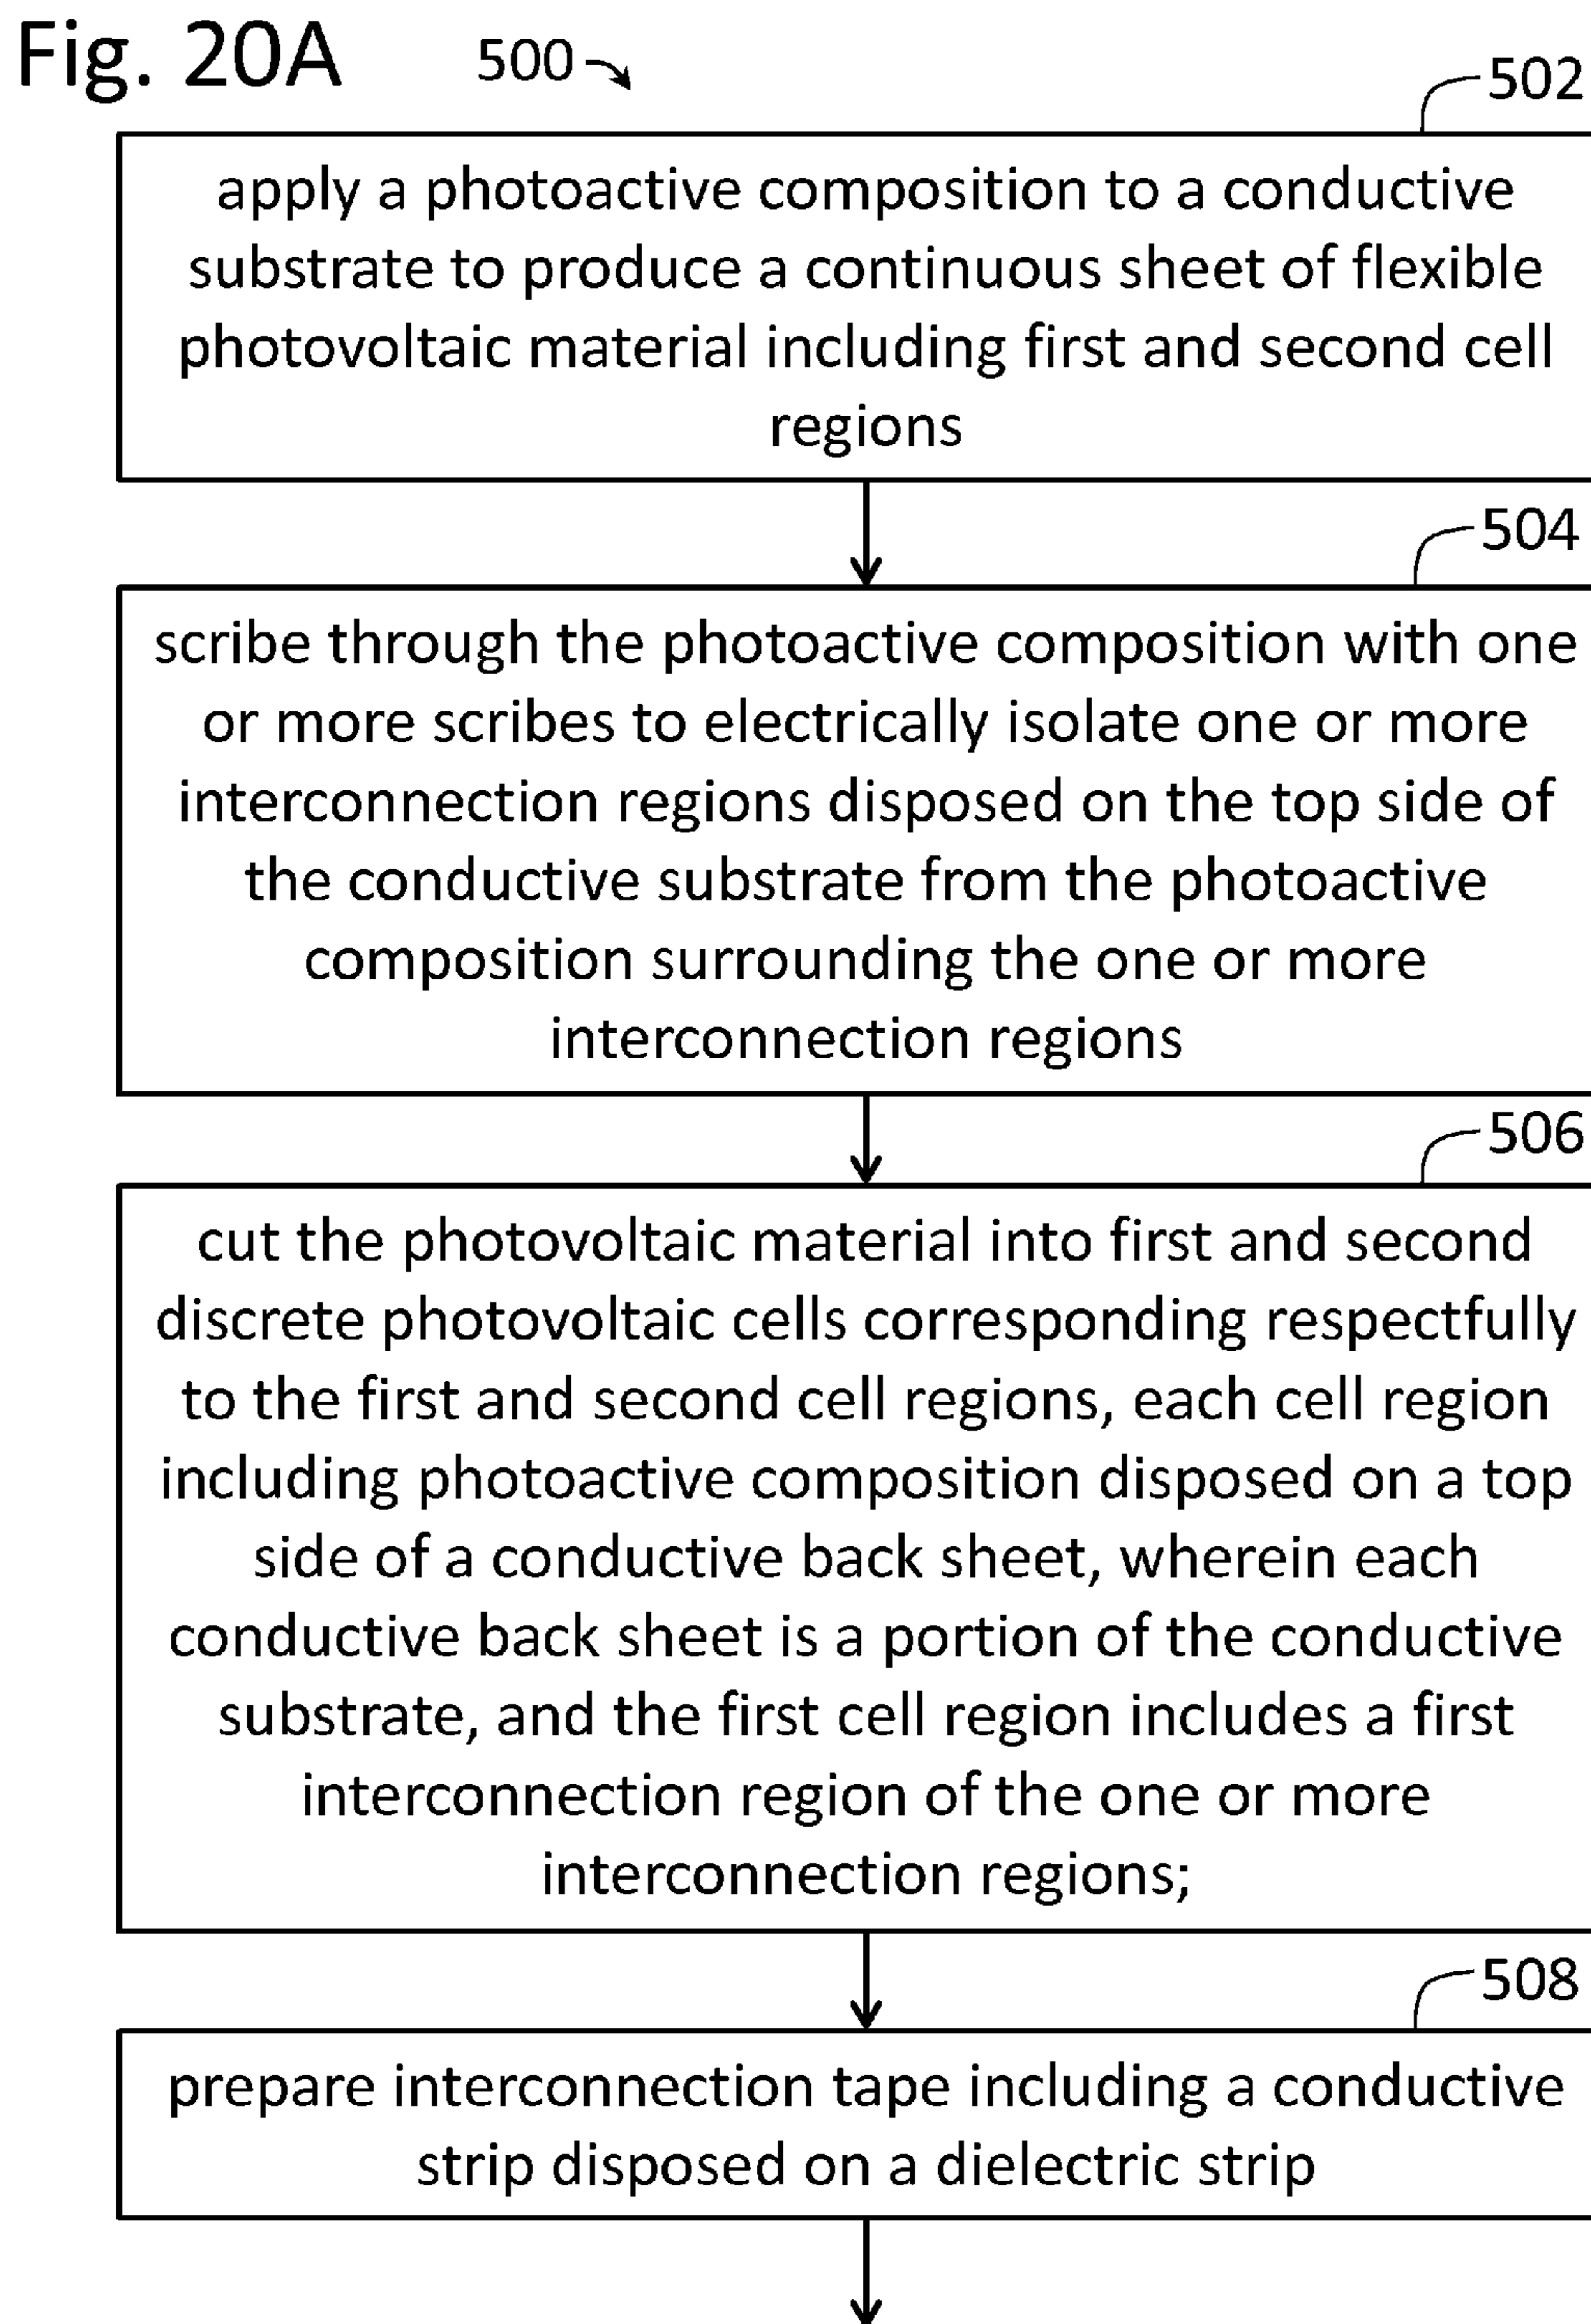 Fig. 20A 500
502
apply a photoactive composition to a conductive
substrate to produce a continuous sheet of flexible
photovoltaic material including first and second cell
regions
504
scribe through the photoactive composition with one
or more scribes to electrically isolate one or more
interconnection regions disposed on the top side of
the conductive substrate from the photoactive
composition surrounding the one or more
interconnection regions
506
cut the photovoltaic material into first and second
discrete photovoltaic cells corresponding respectfully
to the first and second cell regions, each cell region
including photoactive composition disposed on a top
side of a conductive back sheet, wherein each
conductive back sheet is a portion of the conductive
substrate, and the first cell region includes a first
interconnection region of the one or more
interconnection regions;
508
prepare interconnection tape including a conductive
strip disposed on a dielectric strip